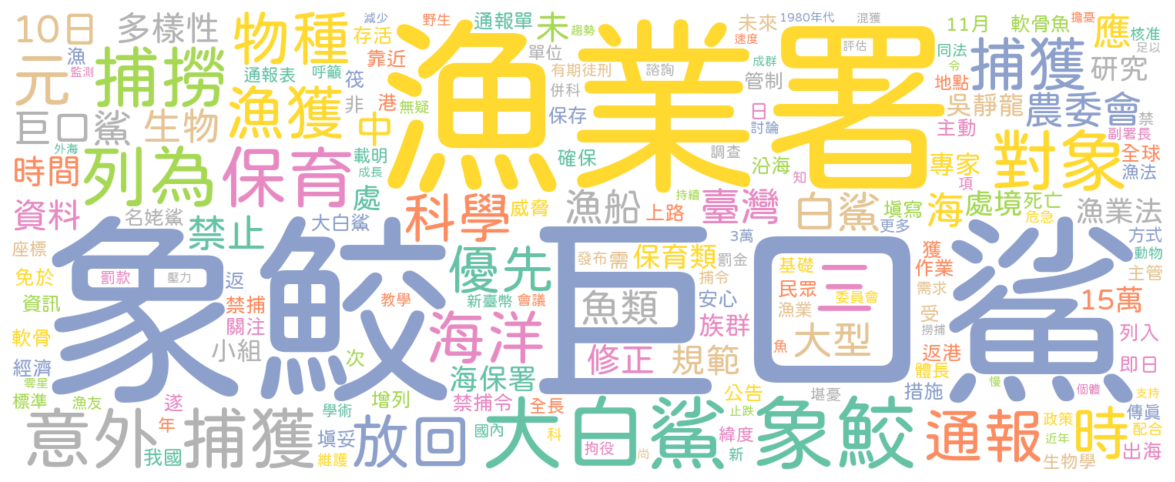 10日 多樣性 物種 減少 野生 通報單 未 趨勢 未來 1980年代 混獲 11月 軟骨魚 擔憂 應 核准
元 捕撈 漁 監測 存活 靠近 單位 速度 評估 捕獲 同法 足以
通報表 呼籲 筏 有期徒刑 諮詢 成群 管制 令 地點 研究
漁獲 非 港 無疑 漁業署 併科 保存 日 吳靜龍 農委會 禁
巨口鯊 生物 中 討論 主動 副署長
外海 列為 保育 載明 成長 確保 調查 沿海 知 專家 對象 全球 漁法
時間 處 項
資料 名姥鯊 大白鯊 科學 威脅 漁船 持續 上路 臺灣 白鯊 填寫 海 處境 死亡 危急 漁業法
禁止 更多
座標 象鮫 優先 發布 需 保育類 3萬 罰金 巨口鯊 獲 方式
免於 罰款 壓力 返 捕令 基礎 作業 動物 主管
資訊 禁捕 教學 新臺幣 會議 魚類 安心 民眾 三 委員會 需求 15萬
軟骨 關注 海洋 族群 漁業 受 撈捕
小組 魚 大型 返港 列入
經濟 次 海保署 修正 規範 體長 即日
零星 標準 漁友 遂 增列 禁捕令 全長 公告 堪憂 措施 慢 個體 支持
年 學術 國內 止跌 政策 傳真
意外 捕獲 填妥 放回 大白鯊 科 緯度 象鮫 通報 近年 時 配合
我國 維護 拘役 尚 新 生物學 出海